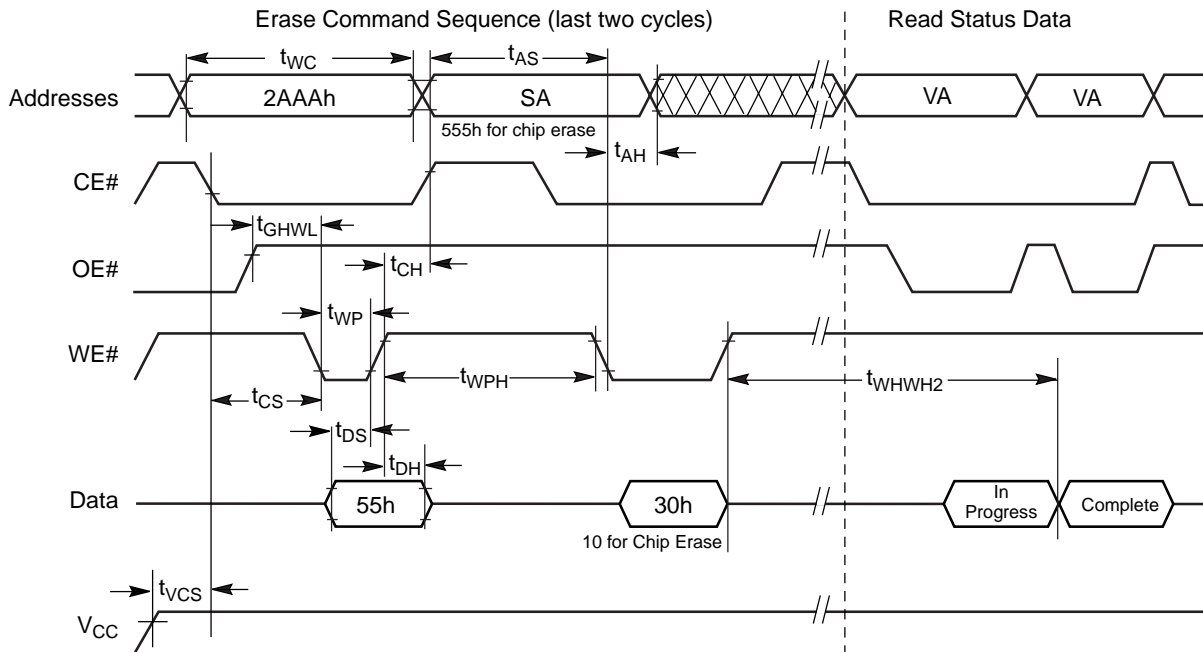 Erase Command Sequence (last two cycles)
Read Status Data
tWC
tAS
Addresses
2AAAh
SA
VA
VA
555h for chip erase
tAH
CE#
tGHWL
OE#
tCH
tWP
WE#
tWPH
tWHWH2
tCS
tDS
tDH
Data
55h
30h
In
Progress
Complete
10 for Chip Erase
tVCS
VCC